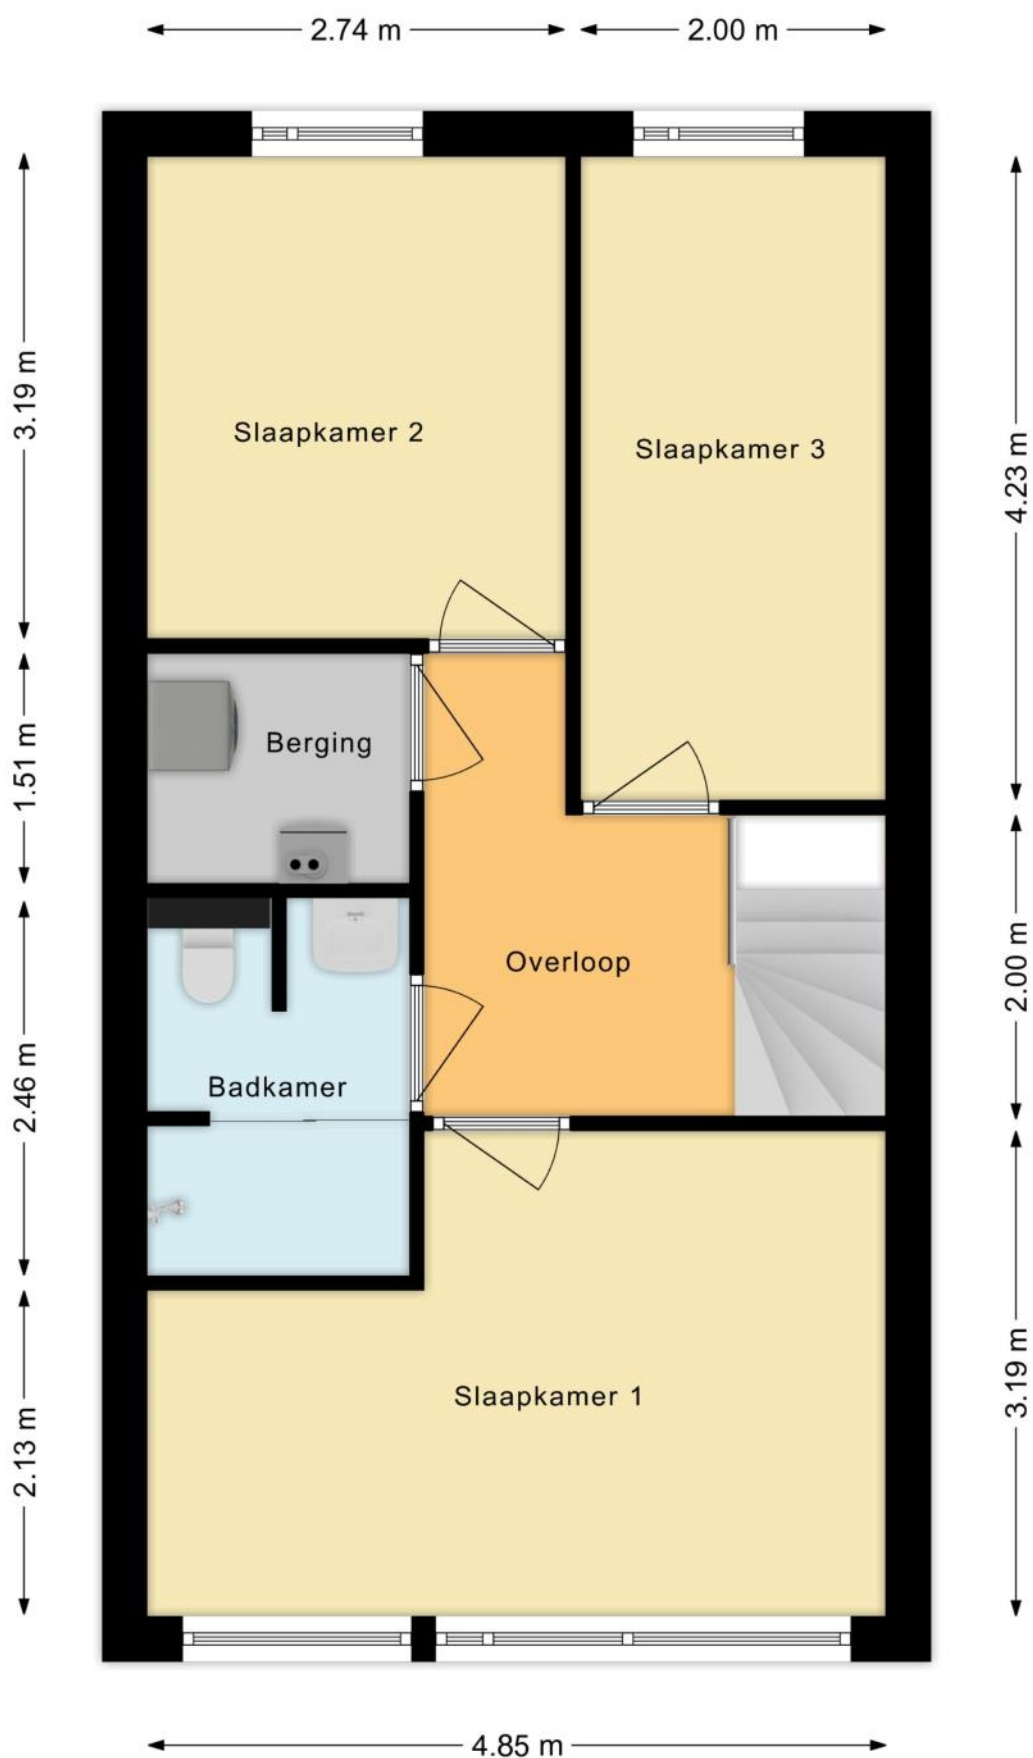 2.74 m
2.00 m
3.19 m
4.23 m
Slaapkamer 2
Slaapkamer 3
1.51 m
Berging
Overloop
2.00 m
2.46 m
Badkamer
Slaapkamer 1
3.19 m
2.13 m
4.85 m